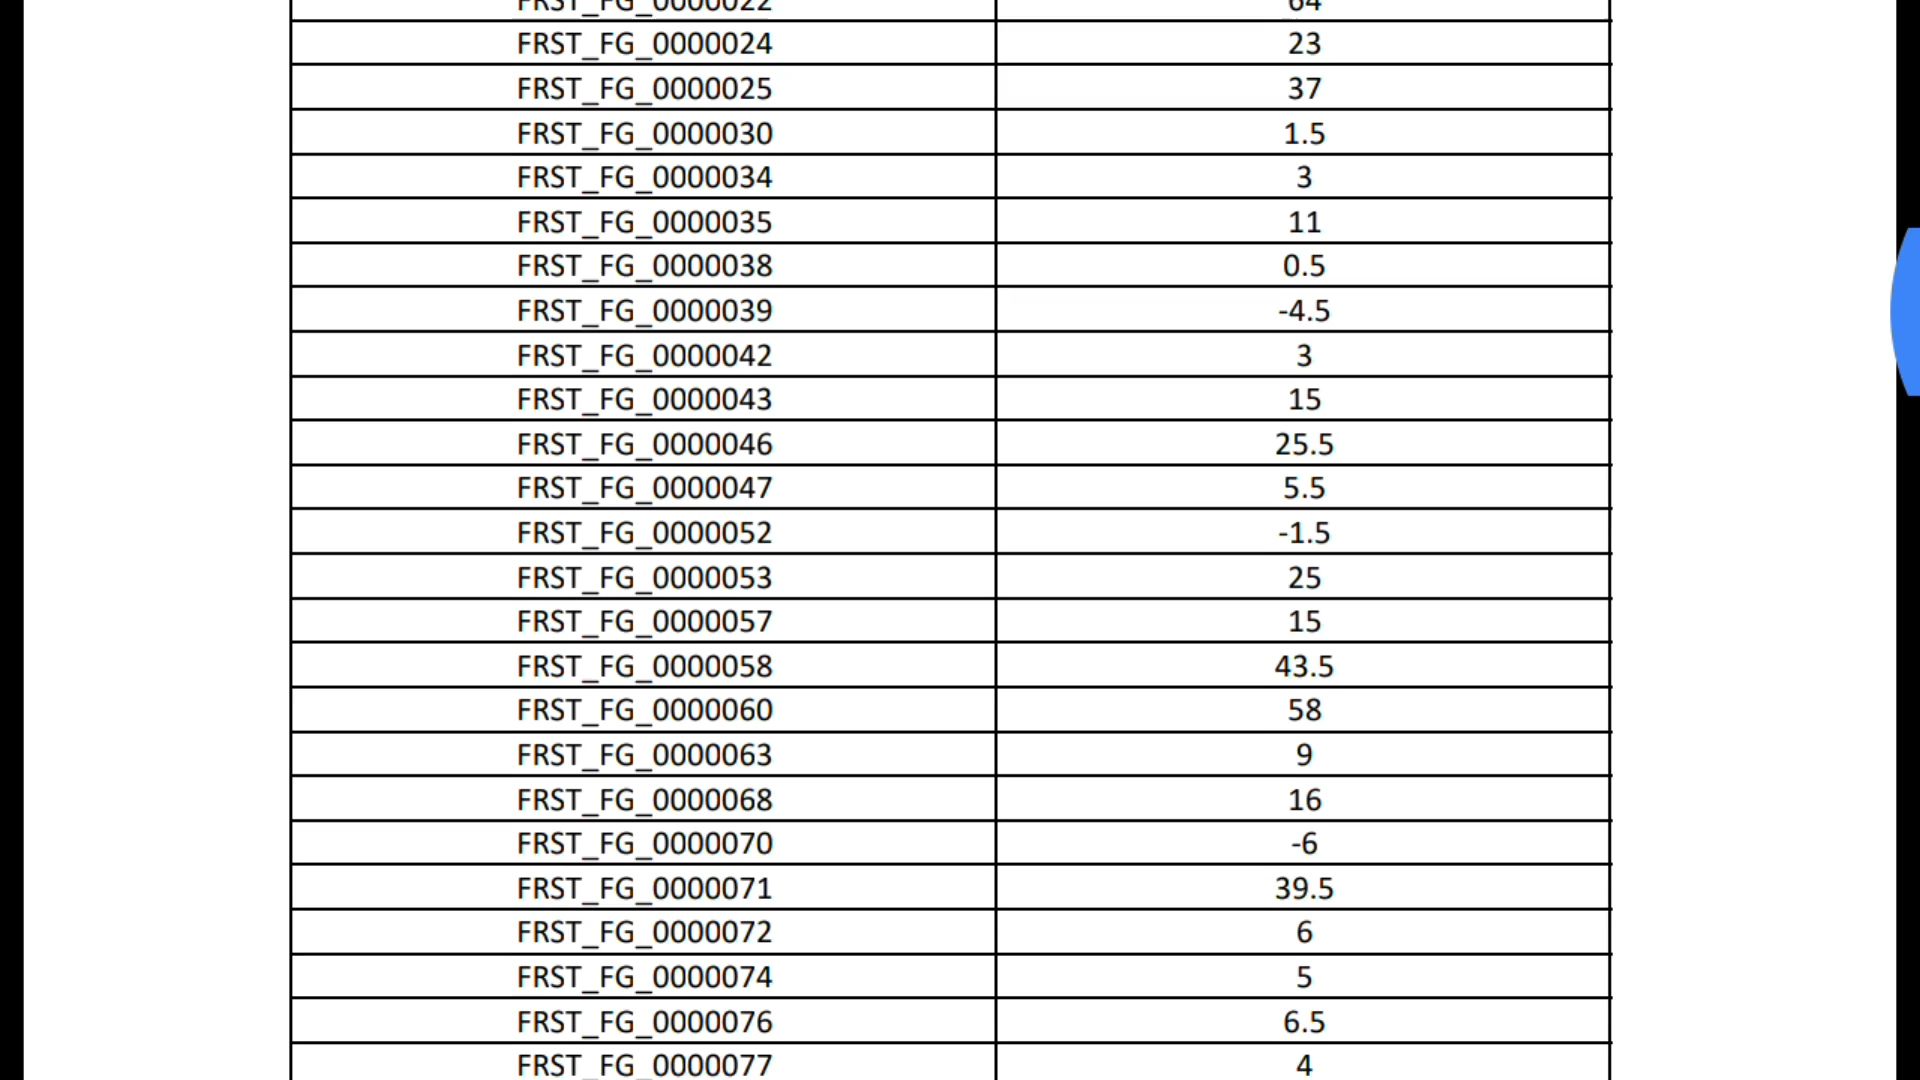 FRST_FG_0000022 64
FRST_FG_0000024 23
FRST_FG_0000025 37
FRST_FG_0000030 1.5
FRST_FG_0000034 3
FRST_FG_0000035 11
FRST_FG_0000038 0.5
FRST_FG_0000039 -4.5
FRST_FG_0000042 3
FRST_FG_0000043 15
FRST_FG_0000046 25.5
FRST_FG_0000047 5.5
FRST_FG_0000052 -1.5
FRST_FG_0000053 25
FRST_FG_0000057 15
FRST_FG_0000058 43.5
FRST_FG_0000060 58
FRST_FG_0000063 9
FRST_FG_0000068 16
FRST_FG_0000070 -6
FRST_FG_0000071 39.5
FRST_FG_0000072 6
FRST_FG_0000074 5
FRST_FG_0000076 6.5
FRST_FG_0000077 4